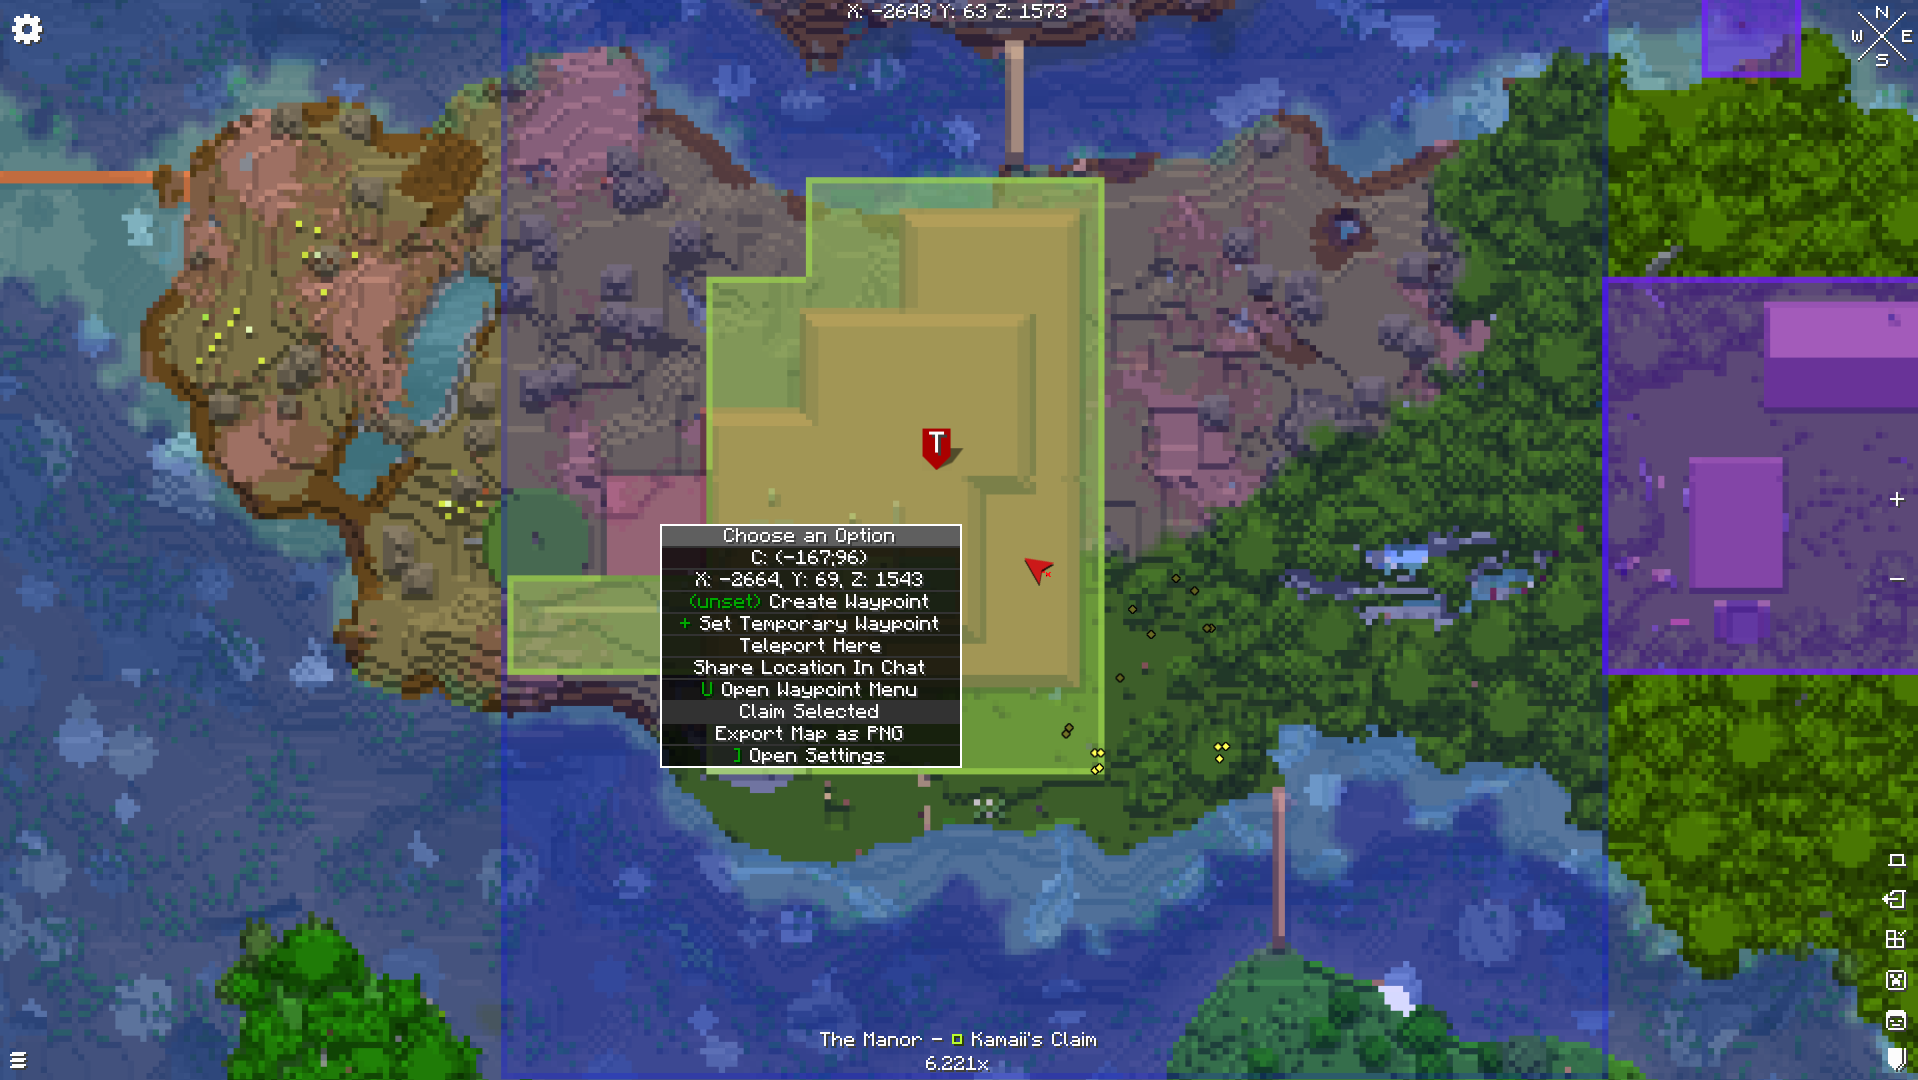 X: -2643 Y: 63 Z: 1573
N
W E
S
T
Choose an Option
C: (-167;96)
X: -2664, Y: 69, Z: 1543
(unset) Create Waypoint
+ Set Temporary Waypoint
Teleport Here
Share Location In Chat
U Open Waypoint Menu
Claim Selected
Export Map as PNG
] Open Settings
The Manor - Kamaii's Claim
6.221x